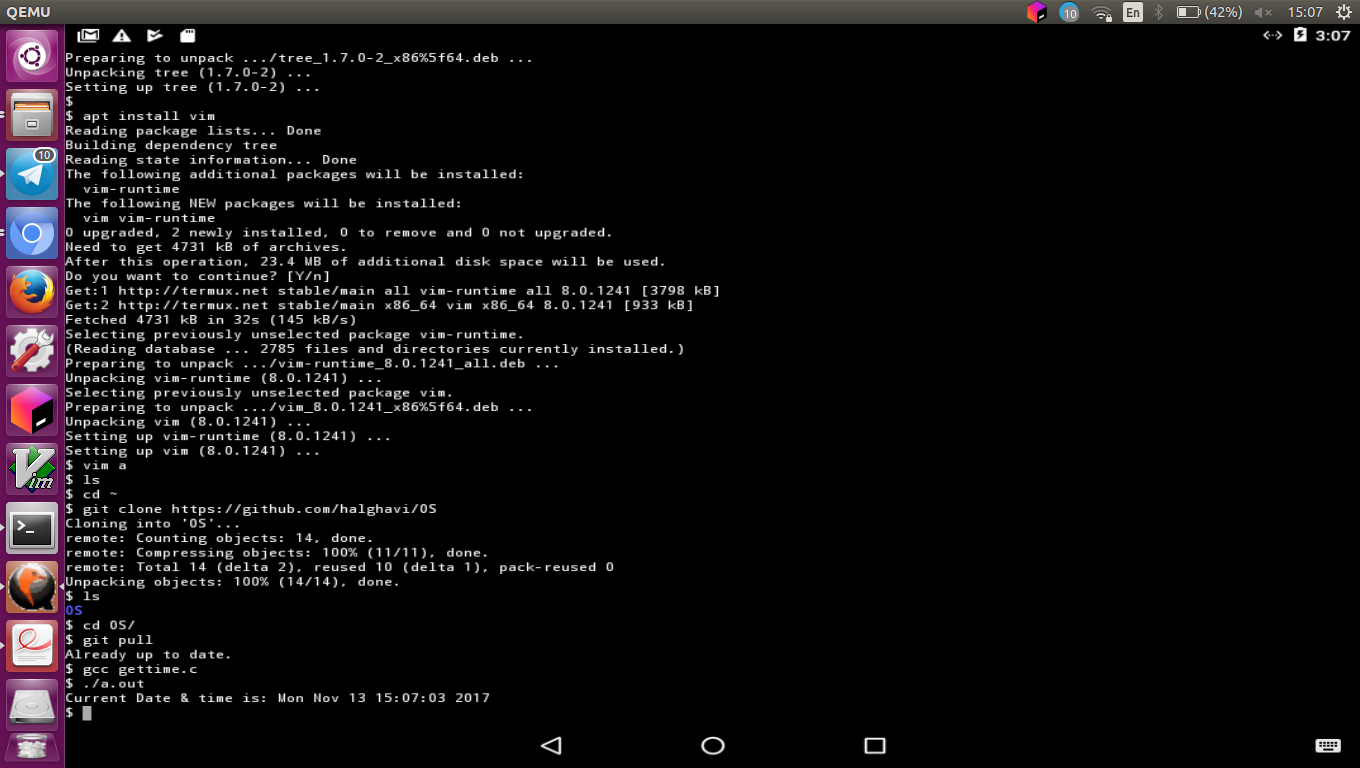 QEMU
10
En
(42%)
15:07
3:07
Preparing to unpack .../tree_1.7.0-2_x86%5f64.deb ...
Unpacking tree (1.7.0-2) ...
Setting up tree (1.7.0-2) ...
$
$ apt install vim
Reading package lists... Done
Building dependency tree
Reading state information... Done
The following additional packages will be installed:
  vim-runtime
The following NEW packages will be installed:
  vim vim-runtime
0 upgraded, 2 newly installed, 0 to remove and 0 not upgraded.
Need to get 4731 kB of archives.
After this operation, 23.4 MB of additional disk space will be used.
Do you want to continue? [Y/n]
Get:1 http://termux.net stable/main all vim-runtime all 8.0.1241 [3798 kB]
Get:2 http://termux.net stable/main x86_64 vim x86_64 8.0.1241 [933 kB]
Fetched 4731 kB in 32s (145 kB/s)
Selecting previously unselected package vim-runtime.
(Reading database ... 2785 files and directories currently installed.)
Preparing to unpack .../vim-runtime_8.0.1241_all.deb ...
Unpacking vim-runtime (8.0.1241) ...
Selecting previously unselected package vim.
Preparing to unpack .../vim_8.0.1241_x86%5f64.deb ...
Unpacking vim (8.0.1241) ...
Setting up vim-runtime (8.0.1241) ...
Setting up vim (8.0.1241) ...
$ vim a
$ ls
$ cd ~
$ git clone https://github.com/halghavi/OS
Cloning into 'OS'...
remote: Counting objects: 14, done.
remote: Compressing objects: 100% (11/11), done.
remote: Total 14 (delta 2), reused 10 (delta 1), pack-reused 0
Unpacking objects: 100% (14/14), done.
$ ls
OS
$ cd OS/
$ git pull
Already up to date.
$ gcc gettime.c
$ ./a.out
Current Date & time is: Mon Nov 13 15:07:03 2017
$
10
Vim
>_